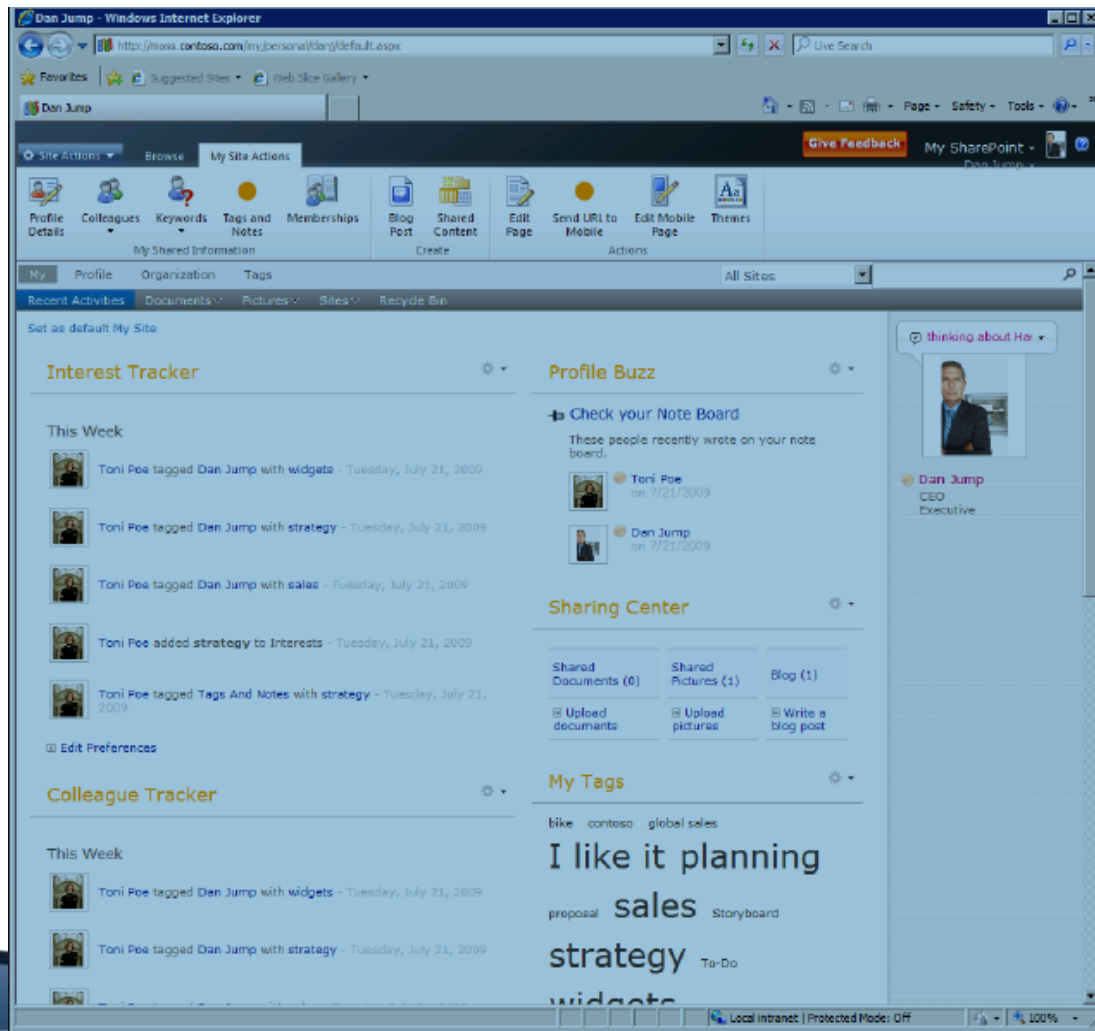 Dan Jump - Windows Internet Explorer
http://moss.contoso.com/my/personal/danj/default.aspx
Live Search
Favorites
Suggested Sites
Web Slice Gallery
Dan Jump
Page
Safety
Tools
Give Feedback
My SharePoint
Dan Jump
Site Actions
Browse
My Site Actions
Profile Details
Colleagues
Keywords
Tags and Notes
Memberships
Blog Post
Shared Content
Edit Page
Send URL to Mobile
Edit Mobile Page
Themes
My Shared Information
Create
Actions
My
Profile
Organization
Tags
All Sites
Recent Activities
Documents
Pictures
Sites
Recycle Bin
Set as default My Site
Interest Tracker
This Week
Toni Poe tagged Dan Jump with widgets - Tuesday, July 21, 2009
Toni Poe tagged Dan Jump with strategy - Tuesday, July 21, 2009
Toni Poe tagged Dan Jump with sales - Tuesday, July 21, 2009
Toni Poe added strategy to Interests - Tuesday, July 21, 2009
Toni Poe tagged Tags And Notes with strategy - Tuesday, July 21,
2009
Edit Preferences
Colleague Tracker
This Week
Toni Poe tagged Dan Jump with widgets - Tuesday, July 21, 2009
Toni Poe tagged Dan Jump with strategy - Tuesday, July 21, 2009
Profile Buzz
Check your Note Board
These people recently wrote on your note
board.
Toni Poe
on 7/21/2009
Dan Jump
on 7/21/2009
Sharing Center
Shared Documents (0)
Shared Pictures (1)
Blog (1)
Upload documents
Upload pictures
Write a blog post
My Tags
bike contoso global sales
I like it planning
proposal sales Storyboard
strategy To-Do
widgets
thinking about Ha
Dan Jump
CEO
Executive
Local intranet | Protected Mode: Off
100%